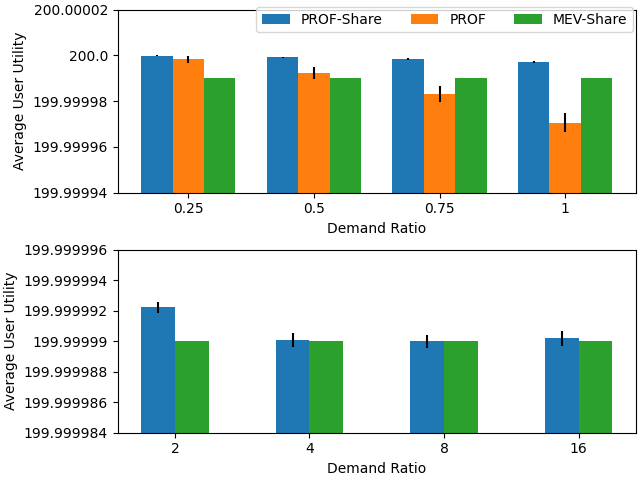 PROF-Share PROF MEV-Share
200.00002
200.0
199.99998
199.99996
199.99994
Average User Utility
0.25 0.5 0.75 1
Demand Ratio
199.999996
199.999994
199.999992
199.99999
199.999988
199.999986
199.999984
Average User Utility
2 4 8 16
Demand Ratio